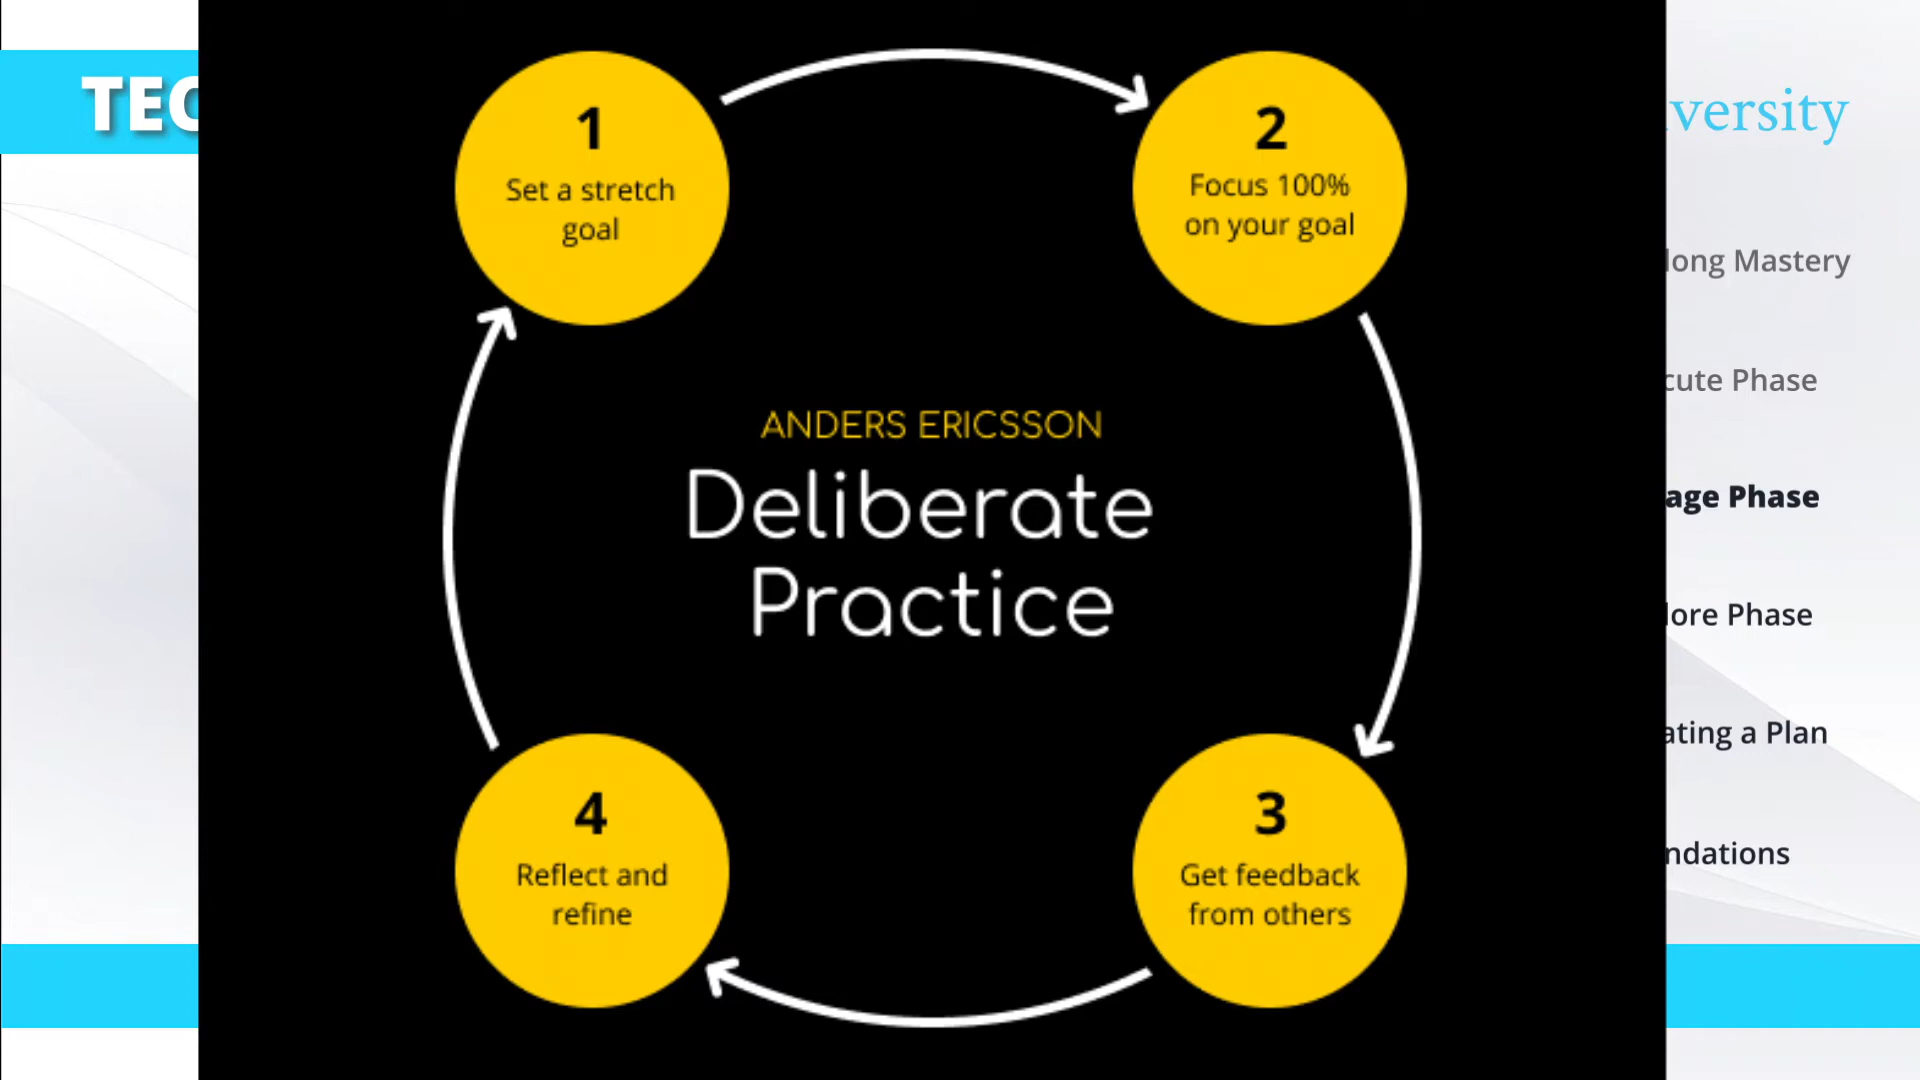 TEC
versity
1
Set a stretch
goal
2
Focus 100%
on your goal
long Mastery
cute Phase
ANDERS ERICSSON
Deliberate
Practice
age Phase
lore Phase
ating a Plan
4
Reflect and
refine
3
Get feedback
from others
ndations